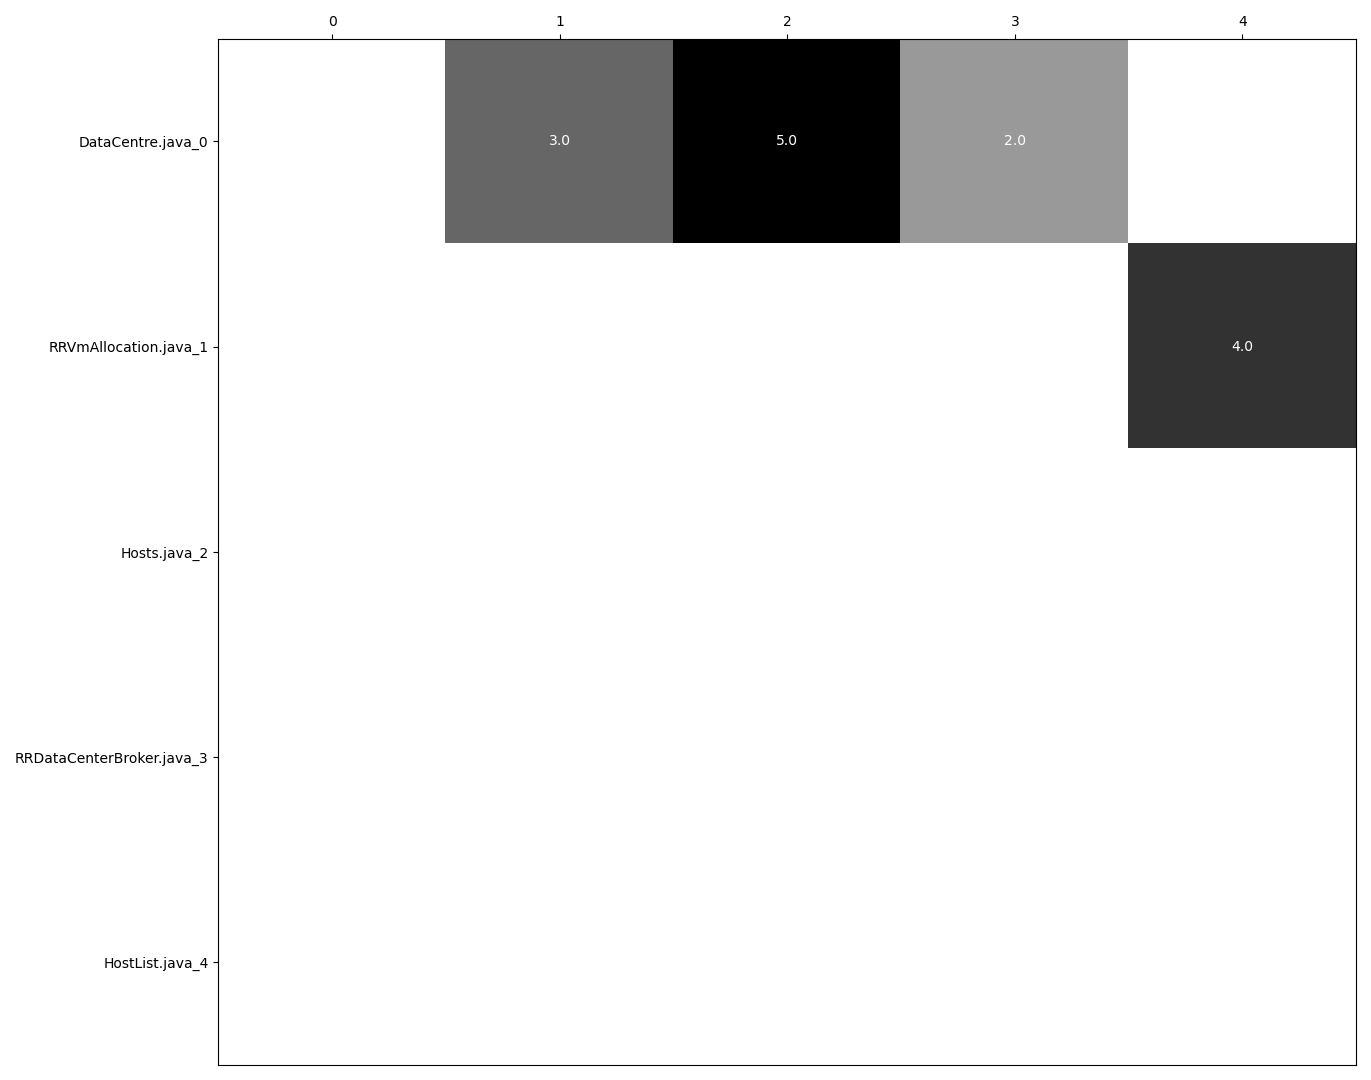 0 1 2 3 4
DataCentre.java_0 3.0 5.0 2.0
RRVmAllocation.java_1 4.0
Hosts.java_2
RRDataCenterBroker.java_3
HostList.java_4